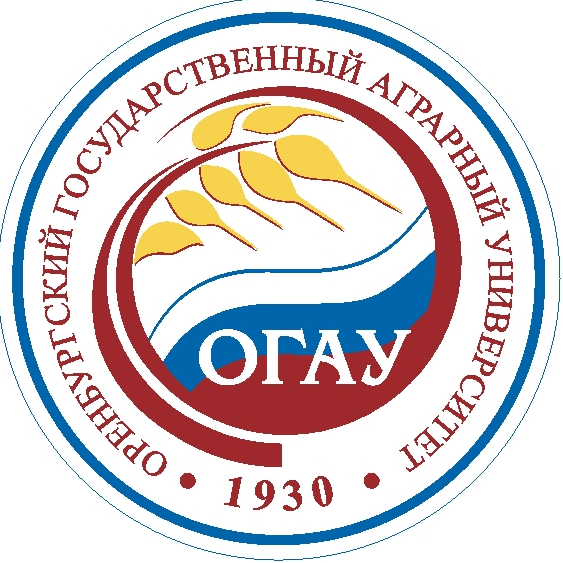 ОРЕНБУРГСКИЙ ГОСУДАРСТВЕННЫЙ АГРАРНЫЙ УНИВЕРСИТЕТ
ОГАУ
• 1930 •